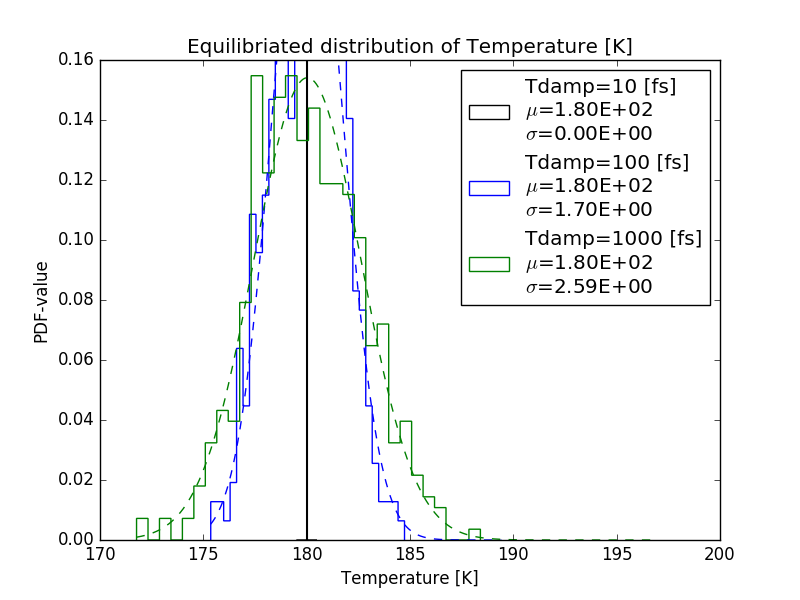 Equilibriated distribution of Temperature [K]
0.16
0.14
0.12
0.10
0.08
0.06
0.04
0.02
0.00
PDF-value
Tdamp=10 [fs]
μ=1.80E+02
σ=0.00E+00
Tdamp=100 [fs]
μ=1.80E+02
σ=1.70E+00
Tdamp=1000 [fs]
μ=1.80E+02
σ=2.59E+00
170 175 180 185 190 195 200
Temperature [K]